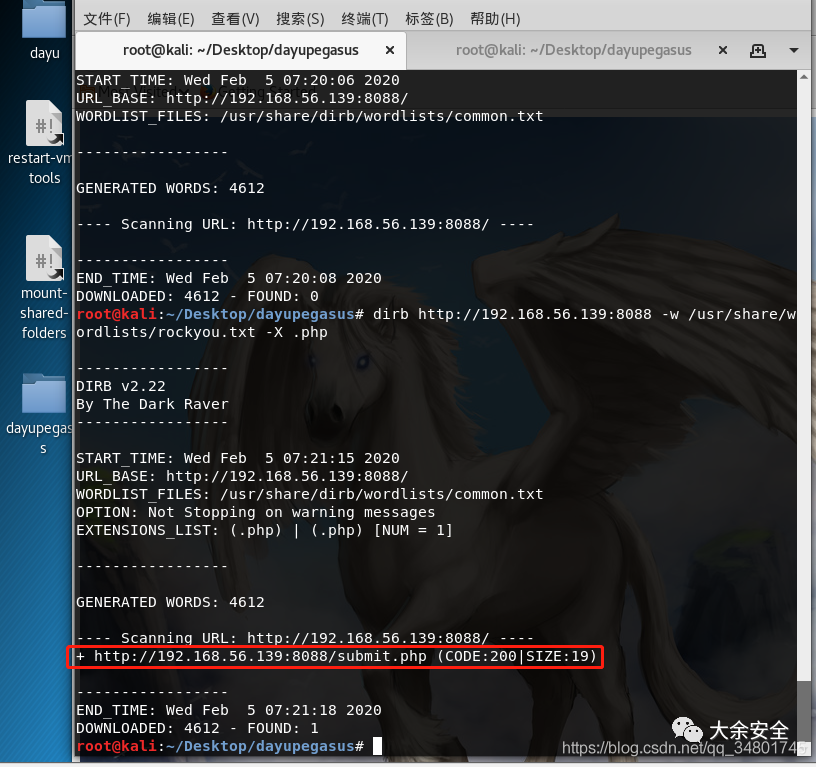 文件(F) 编辑(E) 查看(V) 搜索(S) 终端(T) 标签(B) 帮助(H)
root@kali: ~/Desktop/dayupegasus × root@kali: ~/Desktop/dayupegasus ×
dayu
restart-vm
tools
mount-
shared-
folders
dayupegas
s
START_TIME: Wed Feb  5 07:20:06 2020
URL_BASE: http://192.168.56.139:8088/
WORDLIST_FILES: /usr/share/dirb/wordlists/common.txt
-----------------
GENERATED WORDS: 4612
---- Scanning URL: http://192.168.56.139:8088/ ----
-----------------
END_TIME: Wed Feb  5 07:20:08 2020
DOWNLOADED: 4612 - FOUND: 0
root@kali:~/Desktop/dayupegasus# dirb http://192.168.56.139:8088 -w /usr/share/w
ordlists/rockyou.txt -X .php
-----------------
DIRB v2.22
By The Dark Raver
-----------------
START_TIME: Wed Feb  5 07:21:15 2020
URL_BASE: http://192.168.56.139:8088/
WORDLIST_FILES: /usr/share/dirb/wordlists/common.txt
OPTION: Not Stopping on warning messages
EXTENSIONS_LIST: (.php) | (.php) [NUM = 1]
-----------------
GENERATED WORDS: 4612
---- Scanning URL: http://192.168.56.139:8088/ ----
+ http://192.168.56.139:8088/submit.php (CODE:200|SIZE:19)
-----------------
END_TIME: Wed Feb  5 07:21:18 2020
DOWNLOADED: 4612 - FOUND: 1
root@kali:~/Desktop/dayupegasus#
大余安全
https://blog.csdn.net/qq_34801745